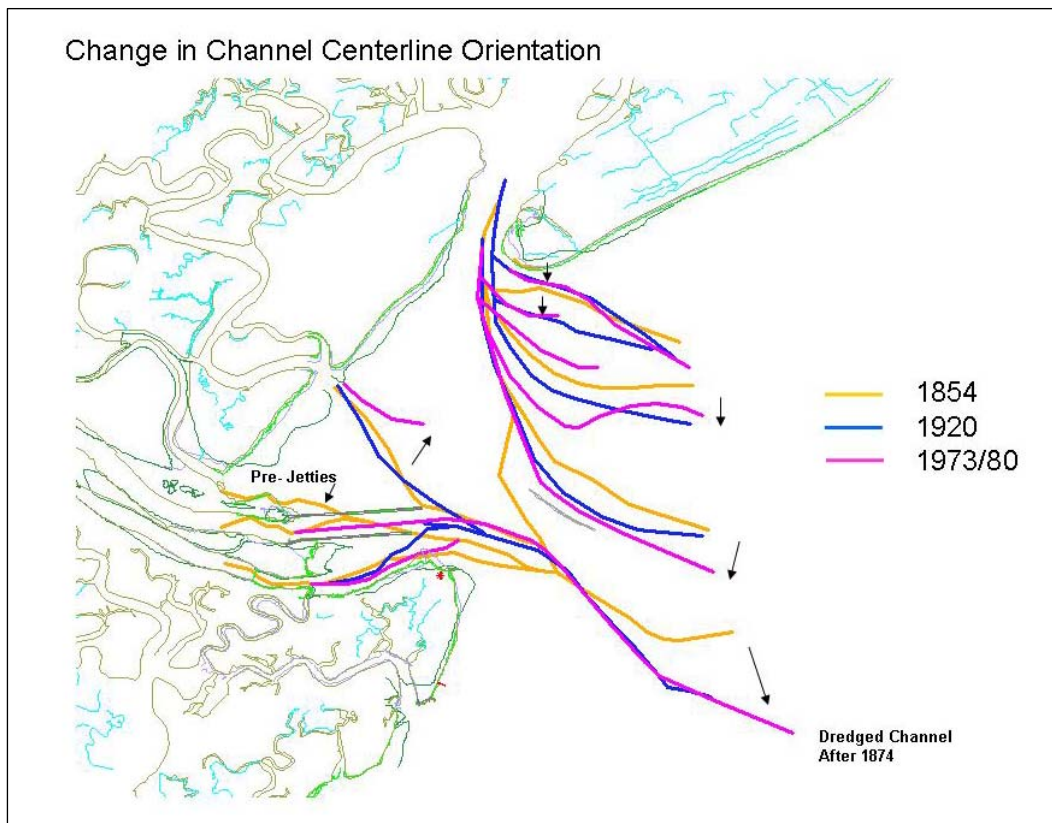 Change in Channel Centerline Orientation
1854
1920
1973/80
Pre- Jetties
Dredged Channel
After 1874